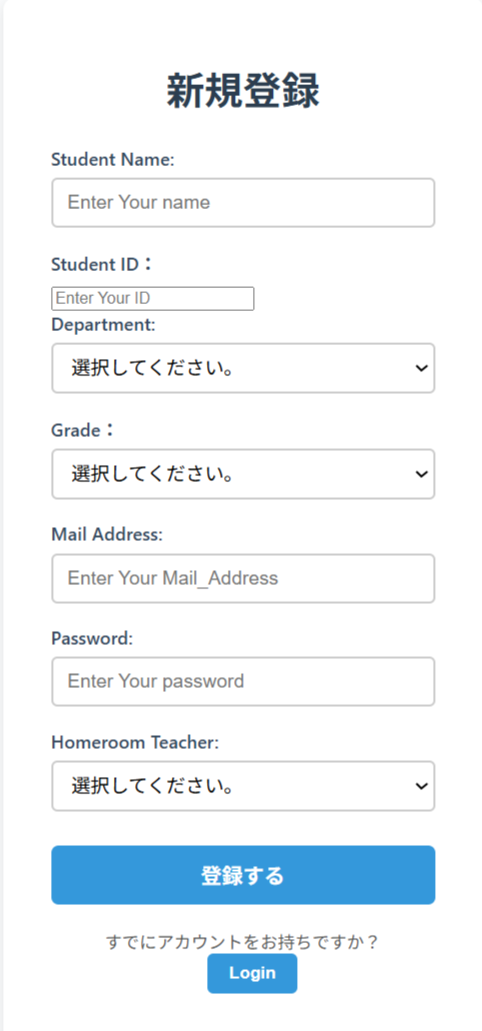 新規登録
Student Name:
Enter Your name
Student ID：
Enter Your ID
Department:
選択してください。
Grade：
選択してください。
Mail Address:
Enter Your Mail_Address
Password:
Enter Your password
Homeroom Teacher:
選択してください。
登録する
すでにアカウントをお持ちですか？
Login